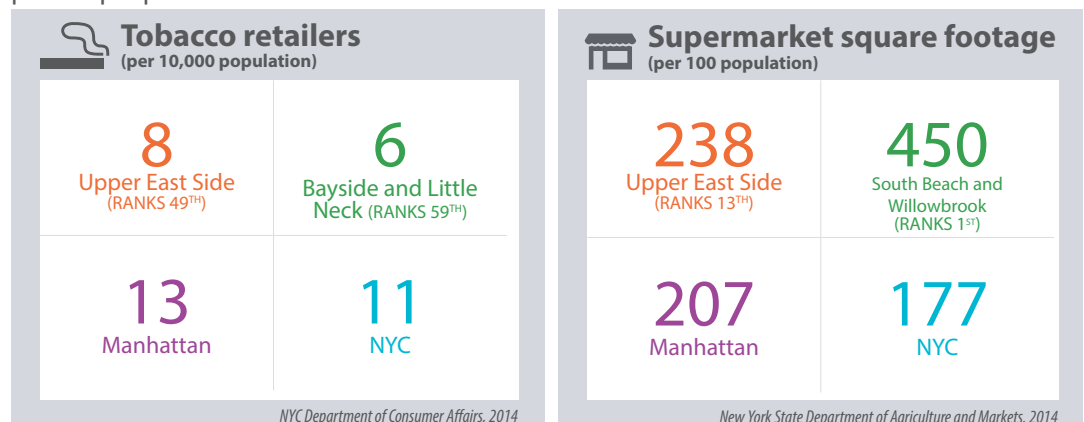 Tobacco retailers
(per 10,000 population)
8
Upper East Side
(RANKS 49TH)
6
Bayside and Little
Neck (RANKS 59TH)
13
Manhattan
11
NYC
NYC Department of Consumer Affairs, 2014
Supermarket square footage
(per 100 population)
238
Upper East Side
(RANKS 13TH)
450
South Beach and
Willowbrook
(RANKS 1ST)
207
Manhattan
177
NYC
New York State Department of Agriculture and Markets, 2014